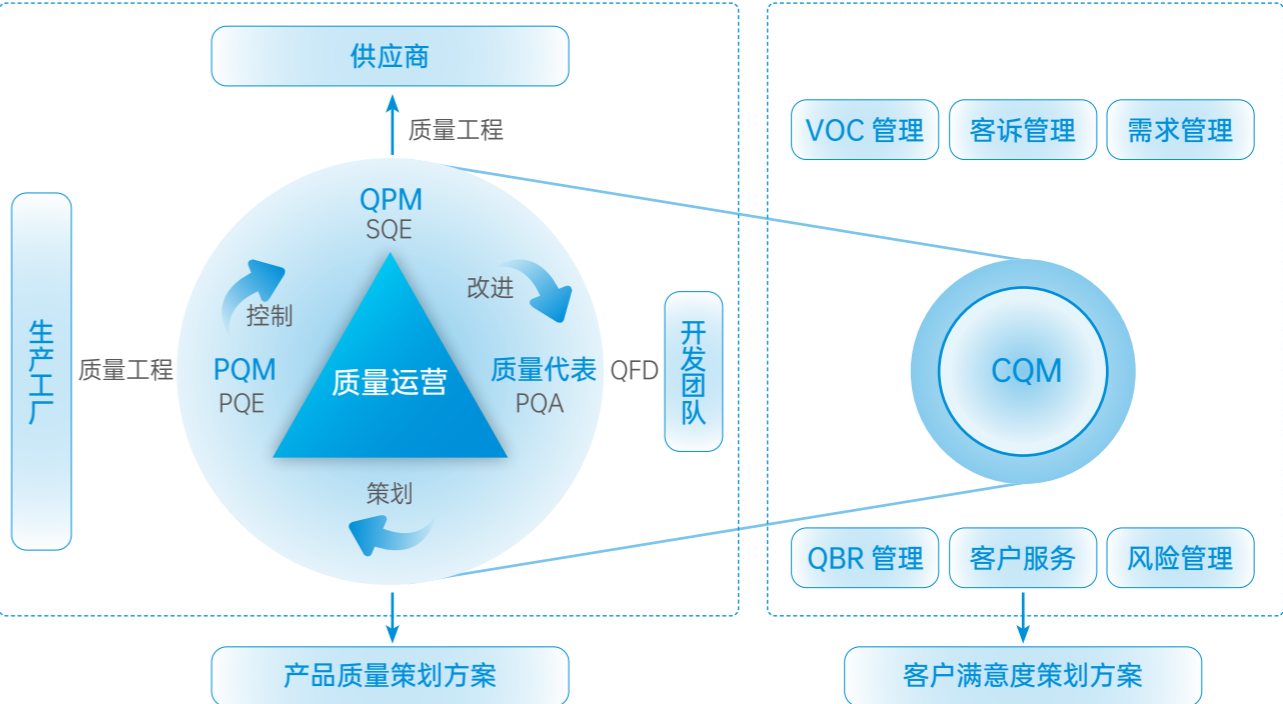 供应商
质量工程
QPM
SQE
控制
改进
生产工厂
质量工程
PQM
PQE
质量运营
质量代表
PQA
QFD
开发团队
策划
产品质量策划方案
VOC 管理
客诉管理
需求管理
CQM
QBR 管理
客户服务
风险管理
客户满意度策划方案